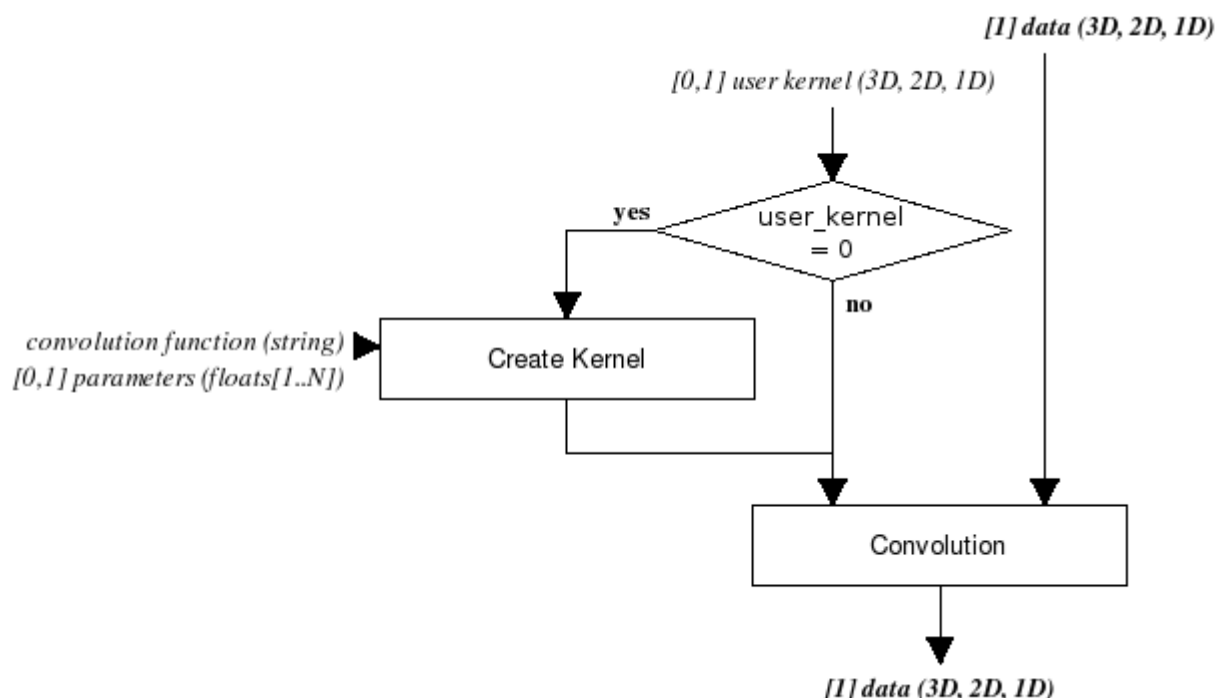 [1] data (3D, 2D, 1D)
[0,1] user kernel (3D, 2D, 1D)
yes
user_kernel
= 0
no
convolution function (string)
[0,1] parameters (floats[1..N])
Create Kernel
Convolution
[1] data (3D, 2D, 1D)